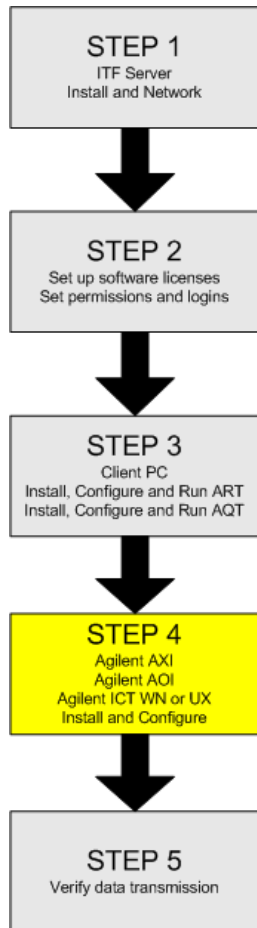 STEP 1
ITF Server
Install and Network
STEP 2
Set up software licenses
Set permissions and logins
STEP 3
Client PC
Install, Configure and Run ART
Install, Configure and Run AQT
STEP 4
Agilent AXI
Agilent AOI
Agilent ICT WN or UX
Install and Configure
STEP 5
Verify data transmission